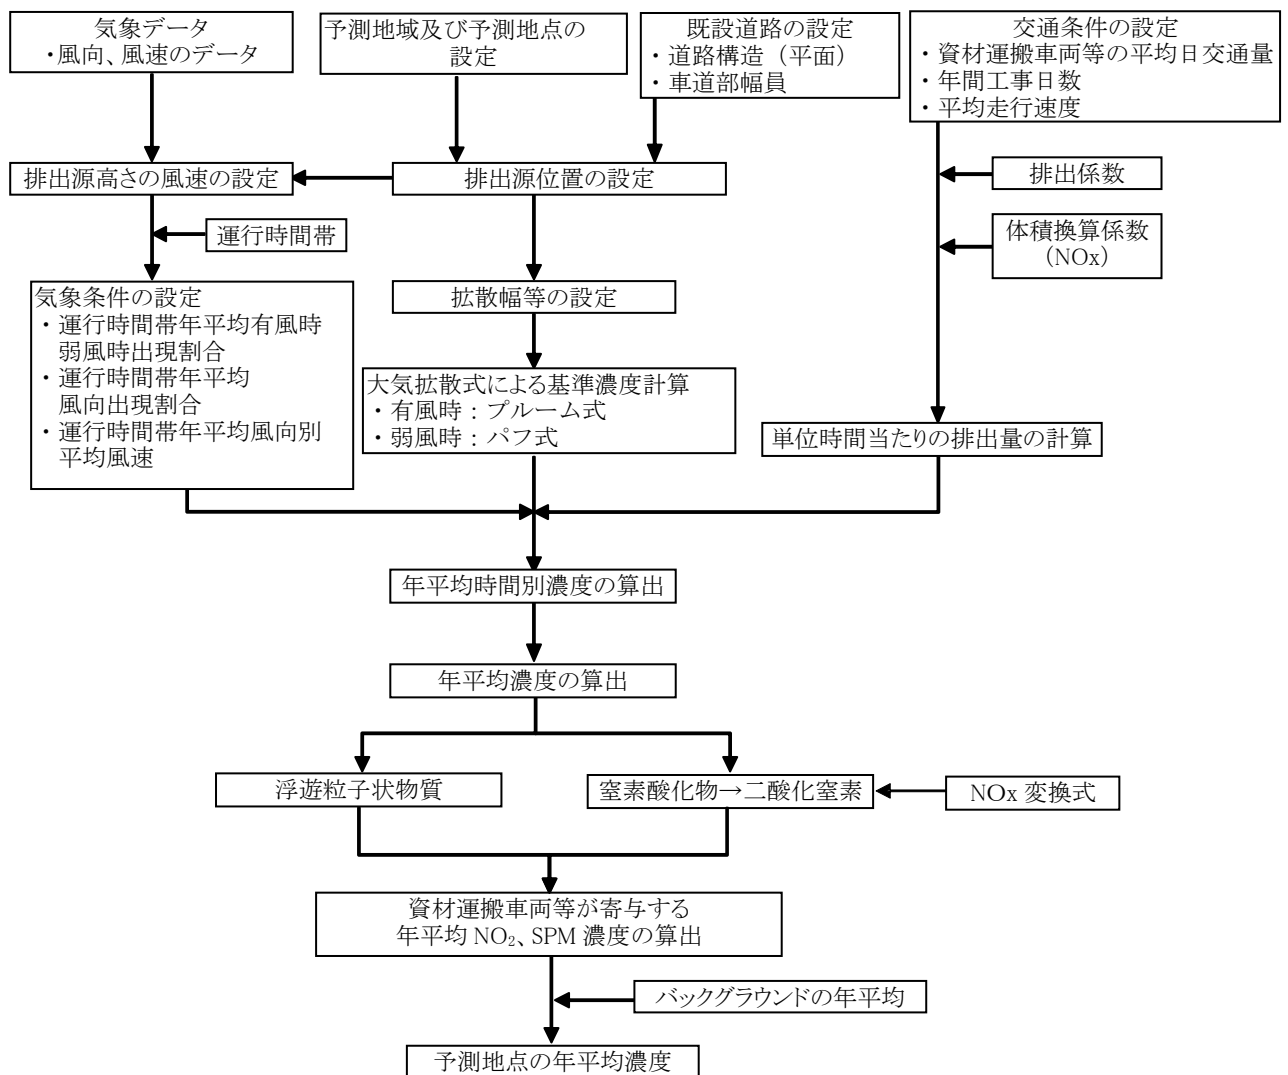 気象データ
・風向、風速のデータ
予測地域及び予測地点の
設定
既設道路の設定
・道路構造（平面）
・車道部幅員
交通条件の設定
・資材運搬車両等の平均日交通量
・年間工事日数
・平均走行速度
排出源高さの風速の設定
排出源位置の設定
排出係数
運行時間帯
体積換算係数
（NOx）
気象条件の設定
・運行時間帯年平均有風時
弱風時出現割合
・運行時間帯年平均
風向出現割合
・運行時間帯年平均風向別
平均風速
拡散幅等の設定
大気拡散式による基準濃度計算
・有風時：プルーム式
・弱風時：パフ式
単位時間当たりの排出量の計算
年平均時間別濃度の算出
年平均濃度の算出
浮遊粒子状物質
窒素酸化物→二酸化窒素
NOx 変換式
資材運搬車両等が寄与する
年平均 NO₂、SPM 濃度の算出
バックグラウンドの年平均
予測地点の年平均濃度